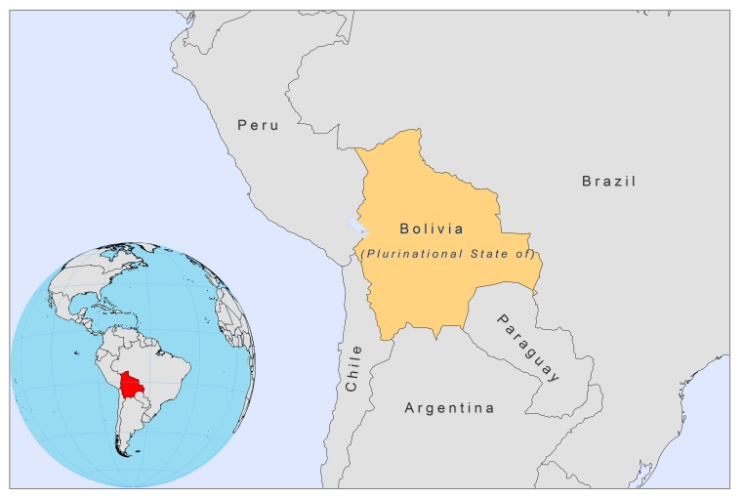 Peru
Brazil
Bolivia
(Plurinational State of)
Paraguay
Chile
Argentina